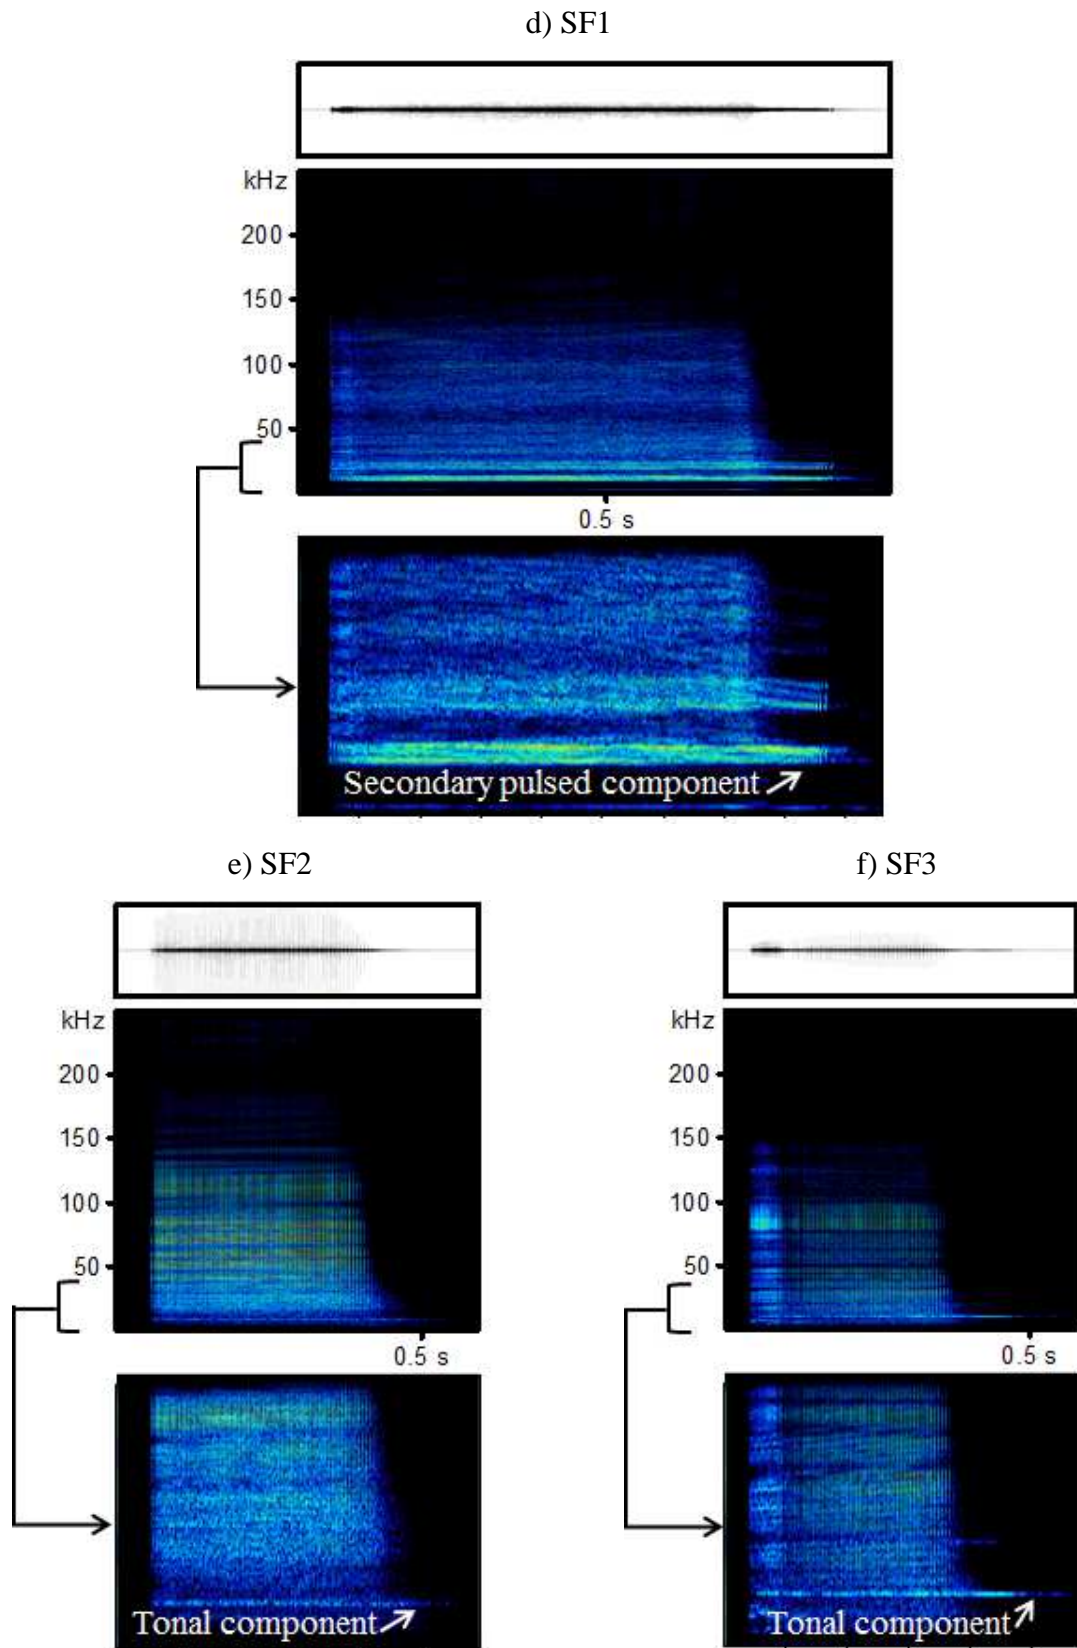 d) SF1
kHz
200
150
100
50
0.5 s
Secondary pulsed component
e) SF2
kHz
200
150
100
50
0.5 s
Tonal component
f) SF3
kHz
200
150
100
50
0.5 s
Tonal component